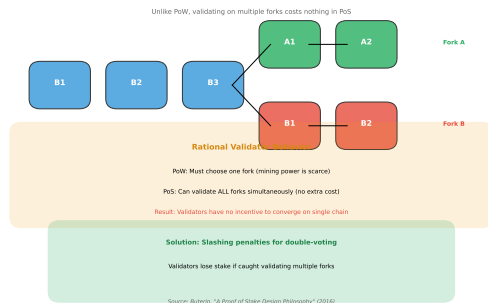 Unlike PoW, validating on multiple forks costs nothing in PoS
A1 A2 Fork A
B1 B2 B3
B1 B2 Fork B
Rational Validator
PoW: Must choose one fork (mining power is scarce)
PoS: Can validate ALL forks simultaneously (no extra cost)
Result: Validators have no incentive to converge on single chain
Solution: Slashing penalties for double-voting
Validators lose stake if caught validating multiple forks
Source: Buterin, "A Proof of Stake Design Philosophy" (2016)